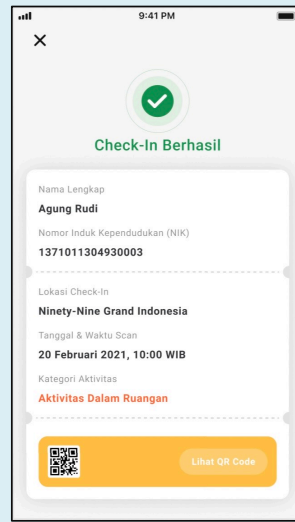 9:41 PM
Check-In Berhasil
Nama Lengkap
Agung Rudi
Nomor Induk Kependudukan (NIK)
1371011304930003
Lokasi Check-In
Ninety-Nine Grand Indonesia
Tanggal & Waktu Scan
20 Februari 2021, 10:00 WIB
Kategori Aktivitas
Aktivitas Dalam Ruangan
Lihat QR Code